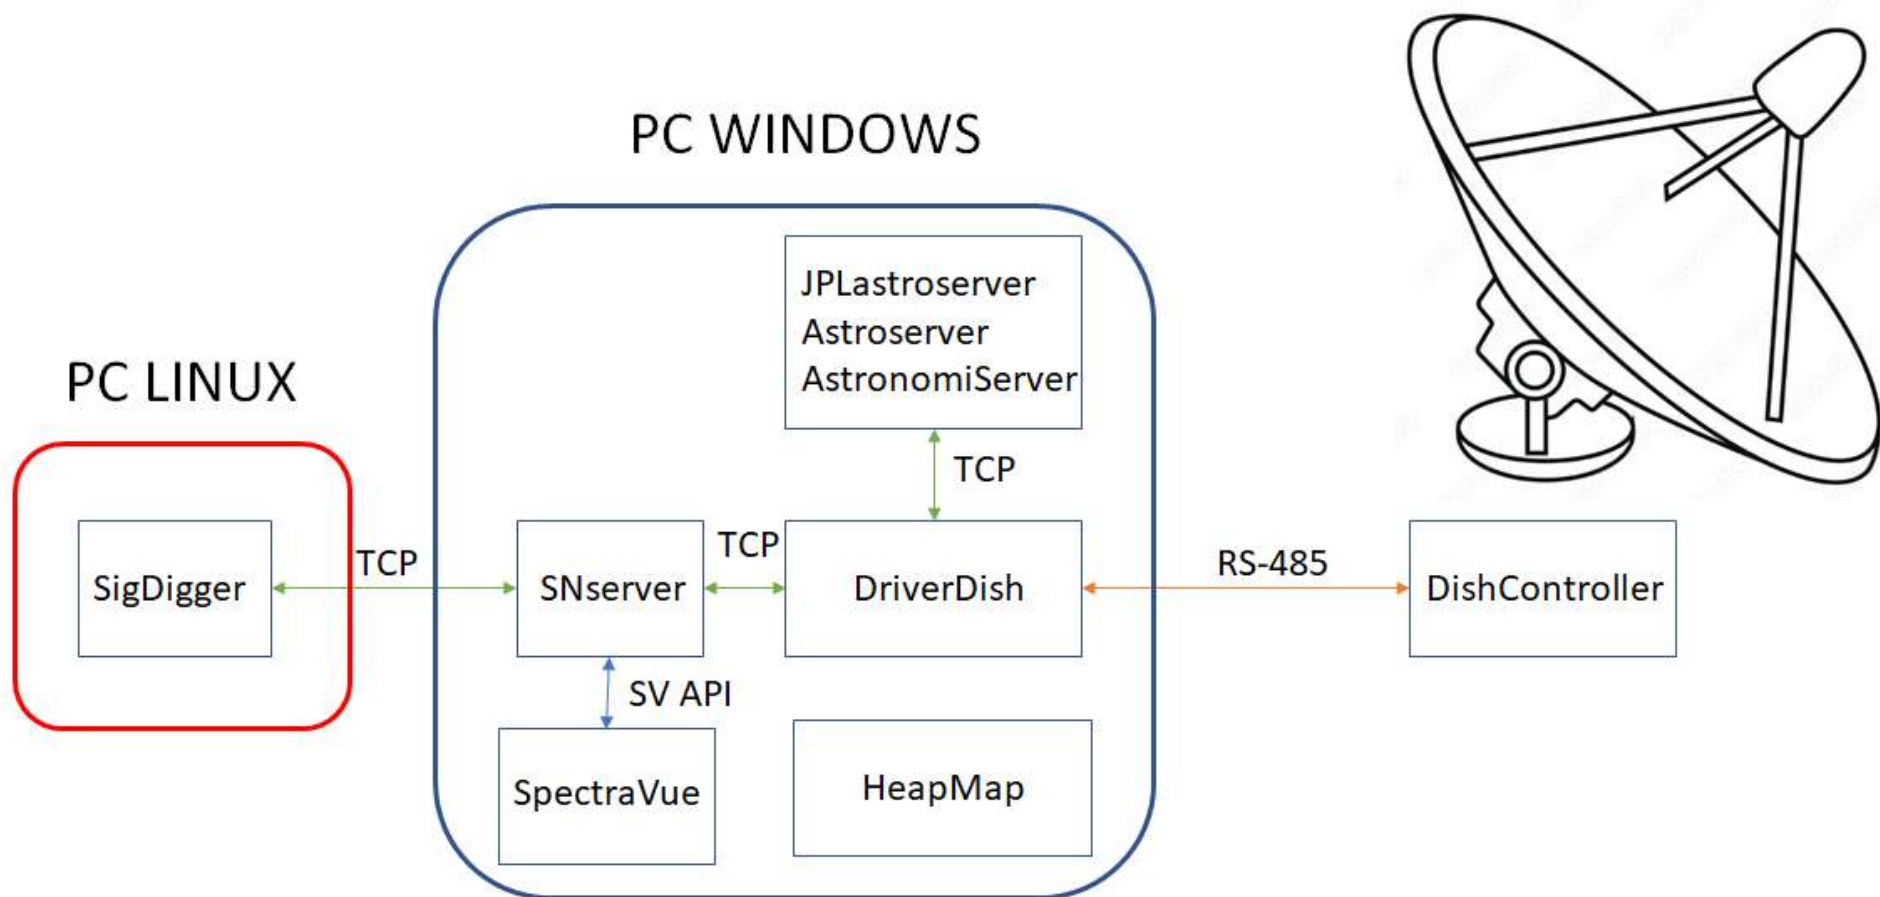 PC WINDOWS
JPLastroserver
Astroserver
AstronomiServer
PC LINUX
TCP
SigDigger
TCP
SNserver
TCP
DriverDish
RS-485
DishController
SV API
SpectraVue
HeapMap